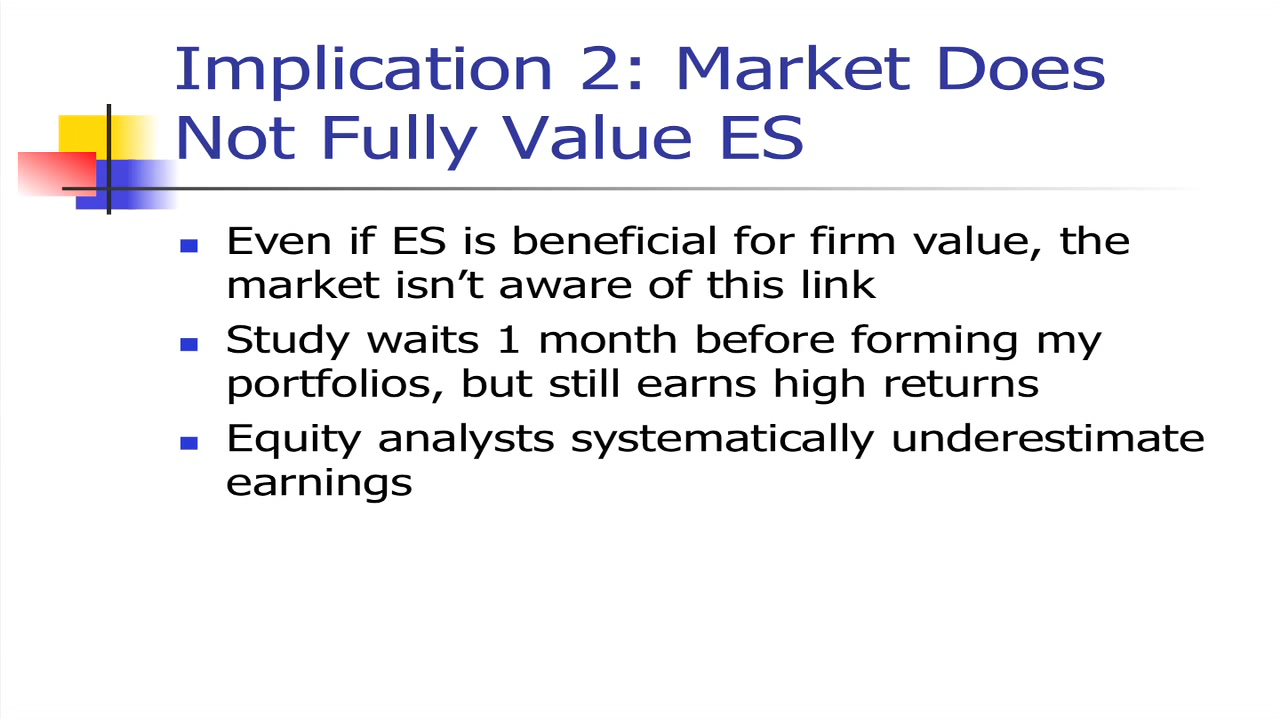 Implication 2: Market Does
Not Fully Value ES
Even if ES is beneficial for firm value, the
market isn’t aware of this link
Study waits 1 month before forming my
portfolios, but still earns high returns
Equity analysts systematically underestimate
earnings